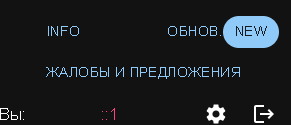 INFO ОБНОВ. NEW
ЖАЛОБЫ И ПРЕДЛОЖЕНИЯ
Вы: ::1